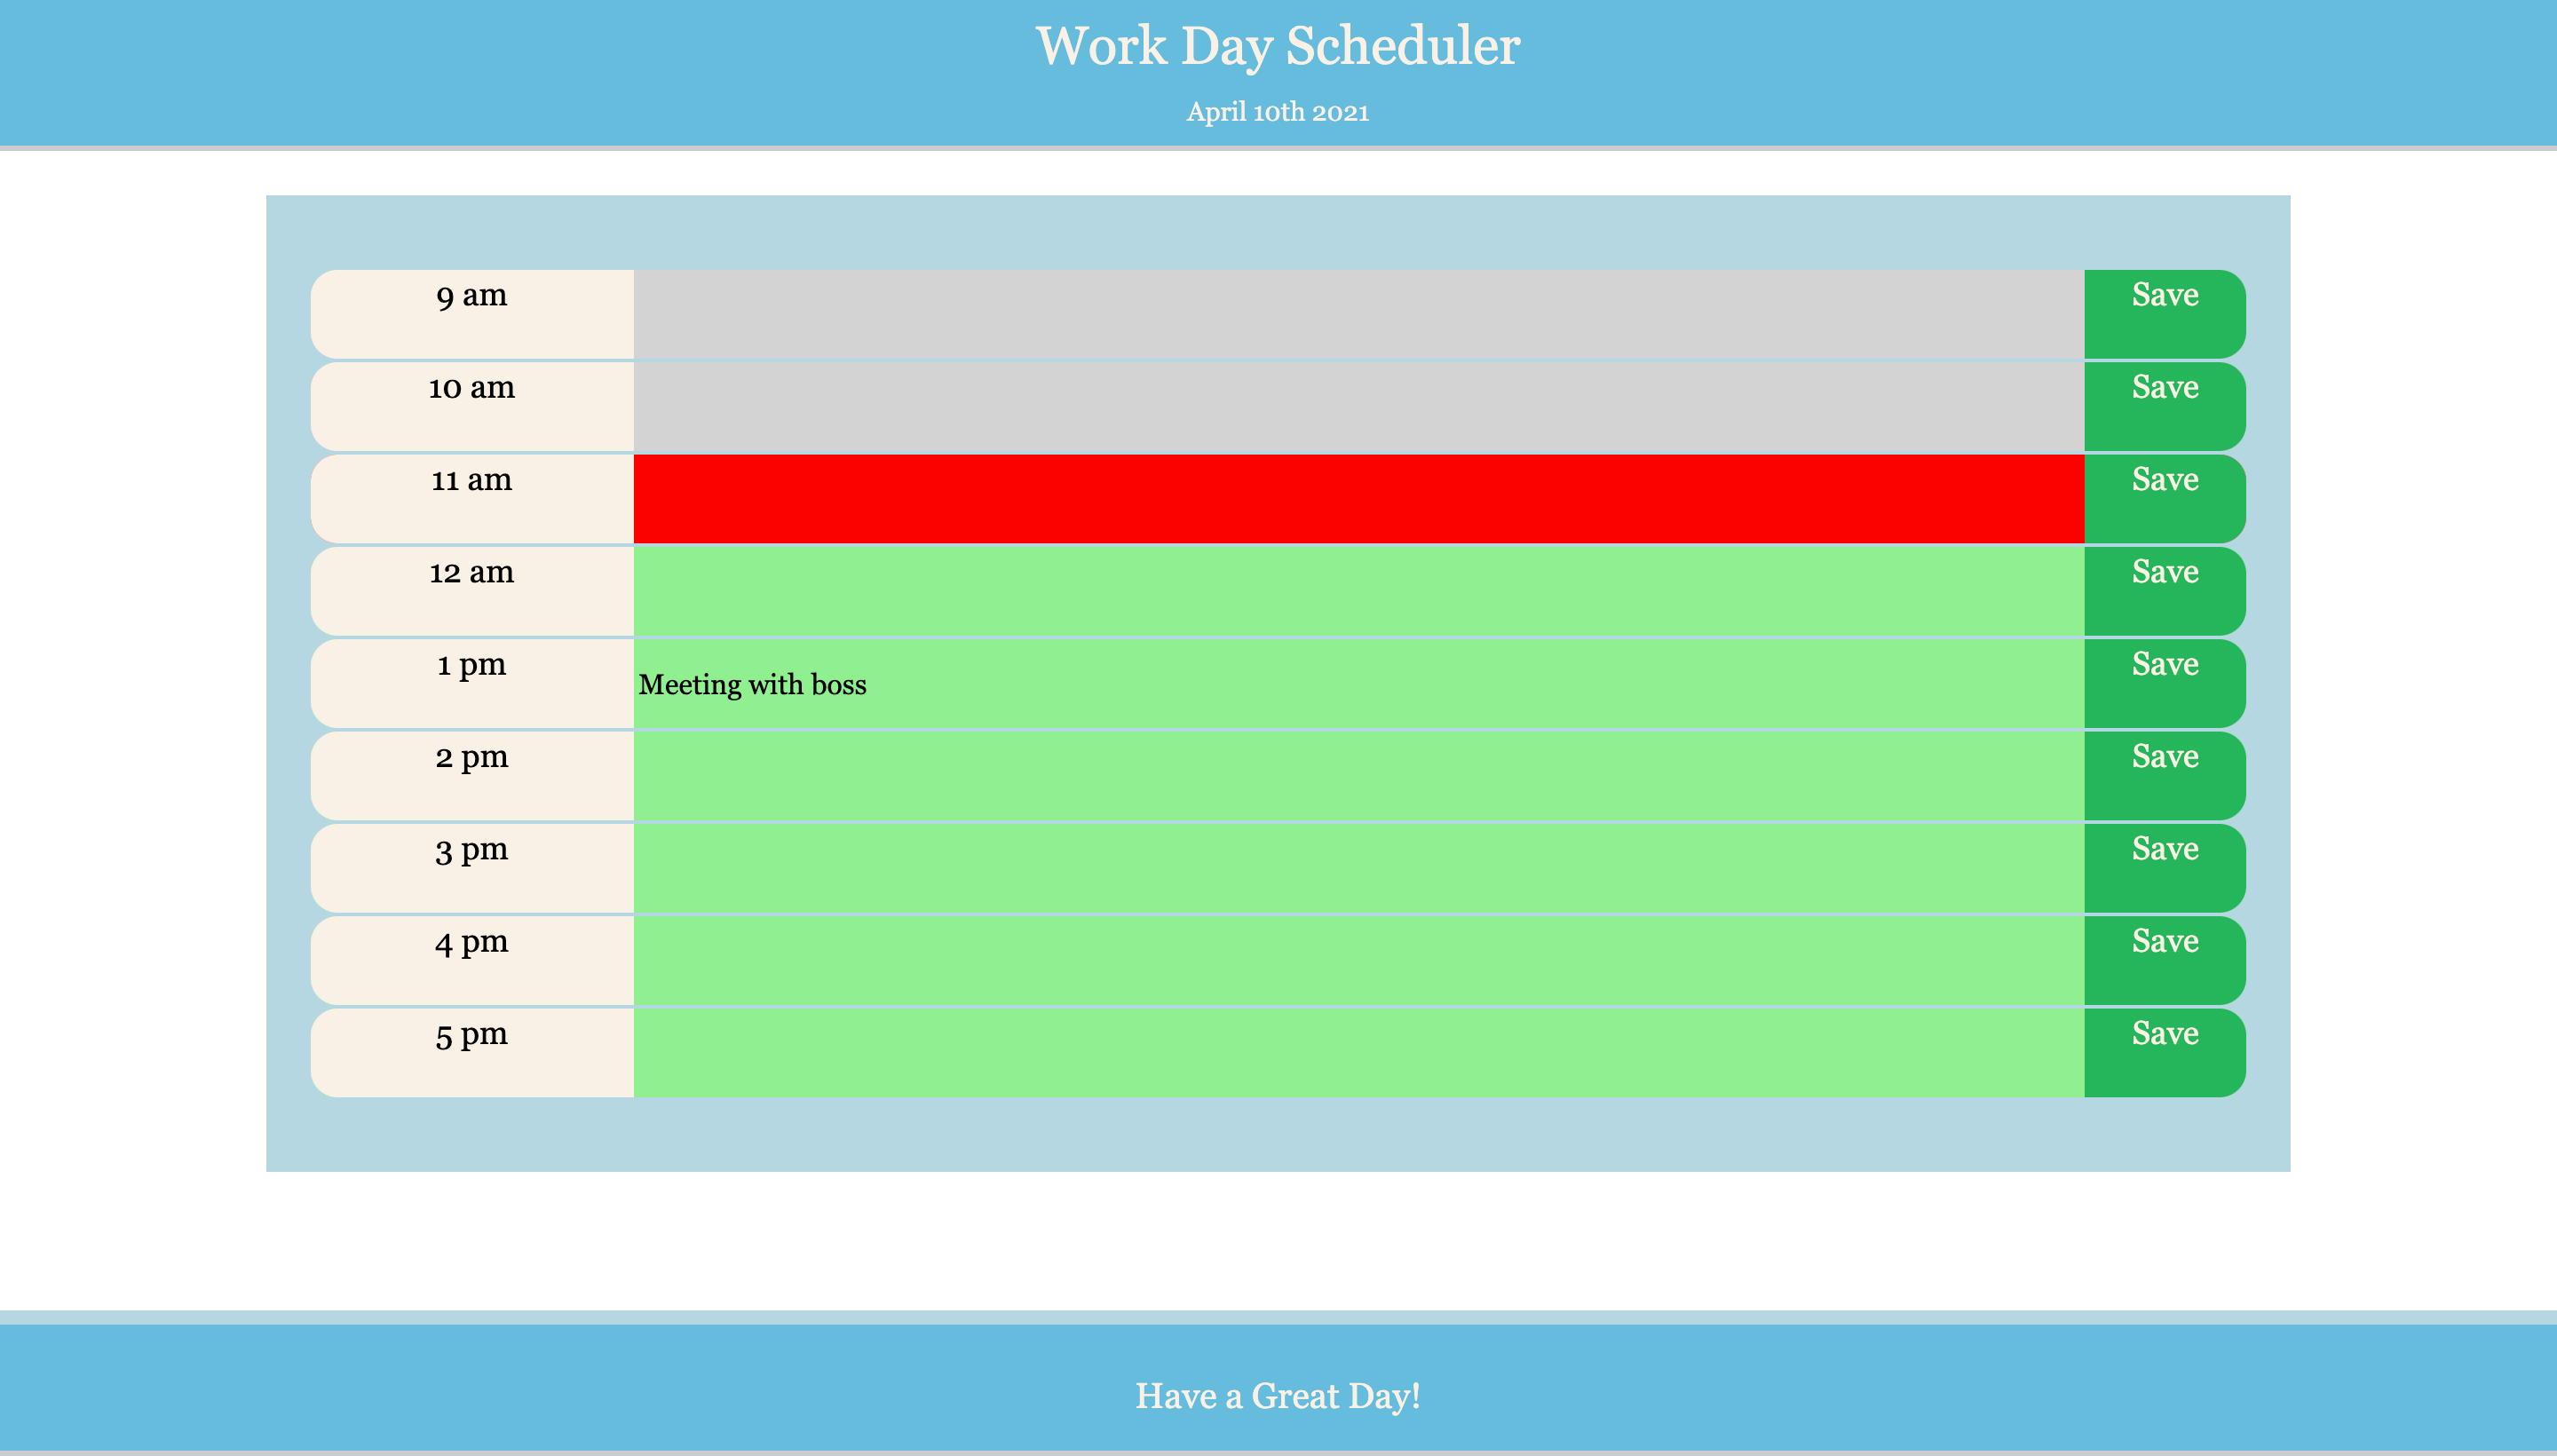 Work Day Scheduler
April 10th 2021
9 am Save
10 am Save
11 am Save
12 am Save
1 pm Meeting with boss Save
2 pm Save
3 pm Save
4 pm Save
5 pm Save
Have a Great Day!